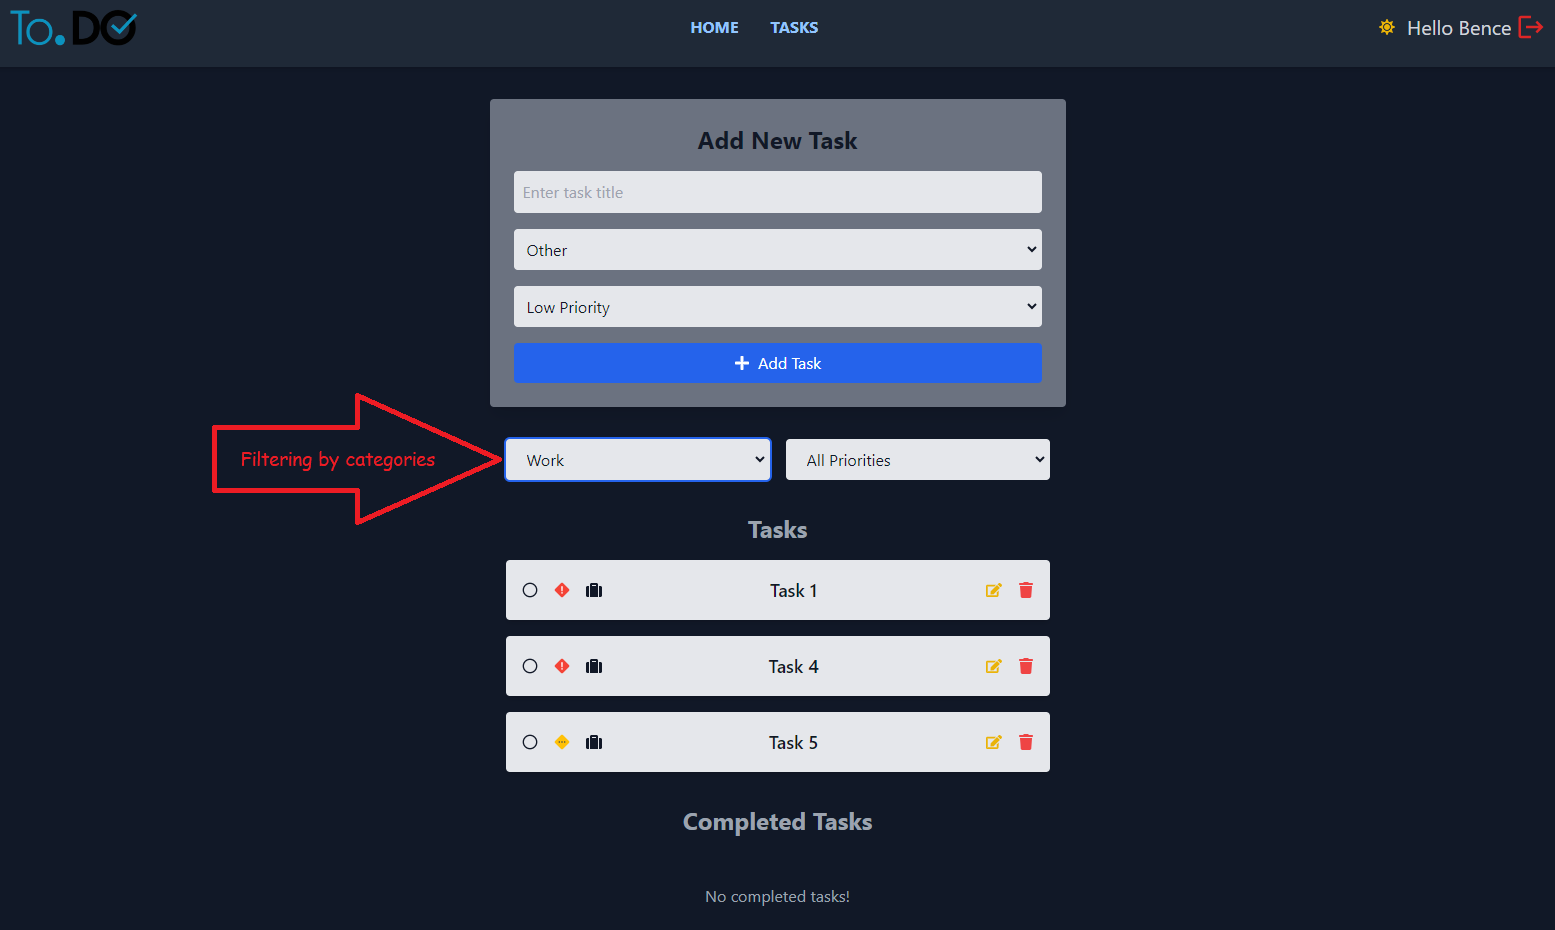 To.DO
HOME TASKS
Hello Bence
Add New Task
Enter task title
Other
Low Priority
Add Task
Filtering by categories
Work
All Priorities
Tasks
Task 1
Task 4
Task 5
Completed Tasks
No completed tasks!